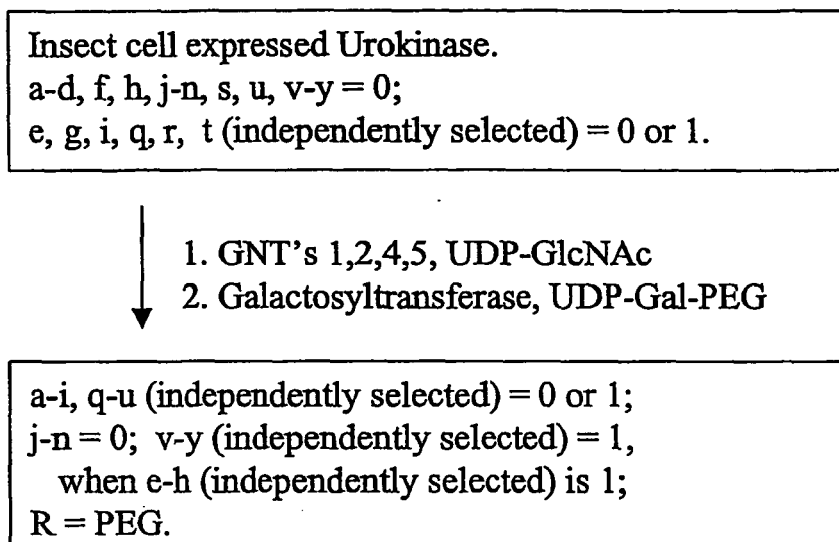 Insect cell expressed Urokinase.
a-d, f, h, j-n, s, u, v-y = 0;
e, g, i, q, r, t (independently selected) = 0 or 1.
1. GNT's 1,2,4,5, UDP-GlcNAc
2. Galactosyltransferase, UDP-Gal-PEG
a-i, q-u (independently selected) = 0 or 1;
j-n = 0; v-y (independently selected) = 1,
when e-h (independently selected) is 1;
R = PEG.